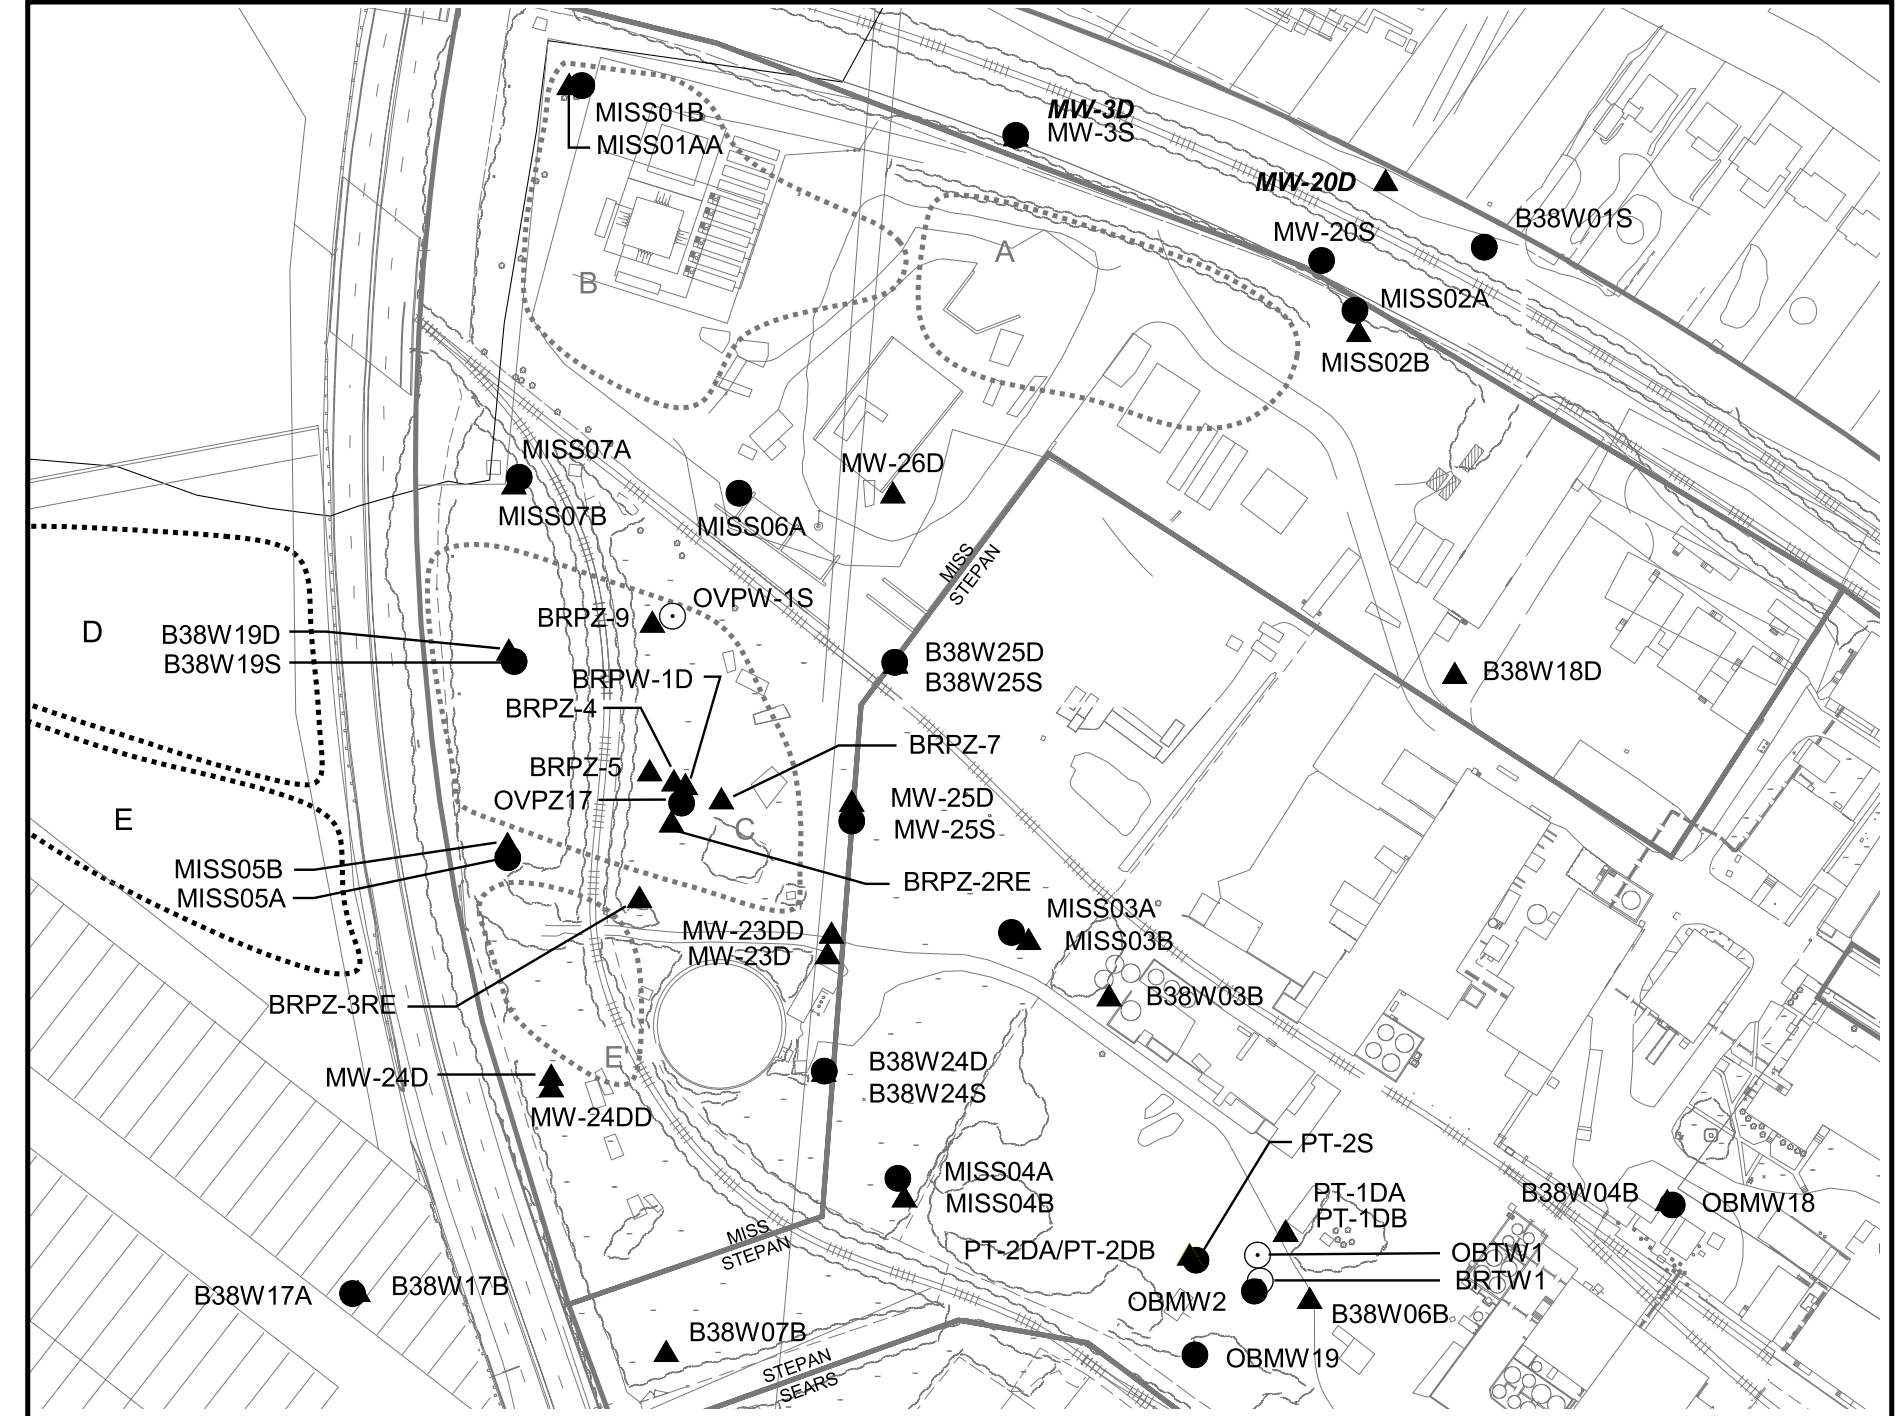 MW-3D
MISS01B
MW-3S
MISS01AA
MW-20D
B38W01S
MW-20S
A
B
MISS02A
MISS02B
MISS07A
MW-26D
MISS07B
MISS06A
MISS
STEPAN
OVPW-1S
BRPZ-9
D
B38W19D
B38W19S
B38W25D
B38W25S
B38W18D
BRPW-1D
BRPZ-4
BRPZ-7
BRPZ-5
OVPZ17
MW-25D
MW-25S
E
C
MISS05B
MISS05A
BRPZ-2RE
MISS03A
MISS03B
MW-23DD
MW-23D
BRPZ-3RE
B38W03B
E'
B38W24D
B38W24S
MW-24D
MW-24DD
PT-2S
MISS04A
MISS04B
PT-1DA
PT-1DB
B38W04B
OBMW18
MISS
STEPAN
PT-2DA/PT-2DB
OBTW1
BRTW1
B38W17A
B38W17B
OBMW2
B38W06B
B38W07B
OBMW19
STEPAN
SEARS